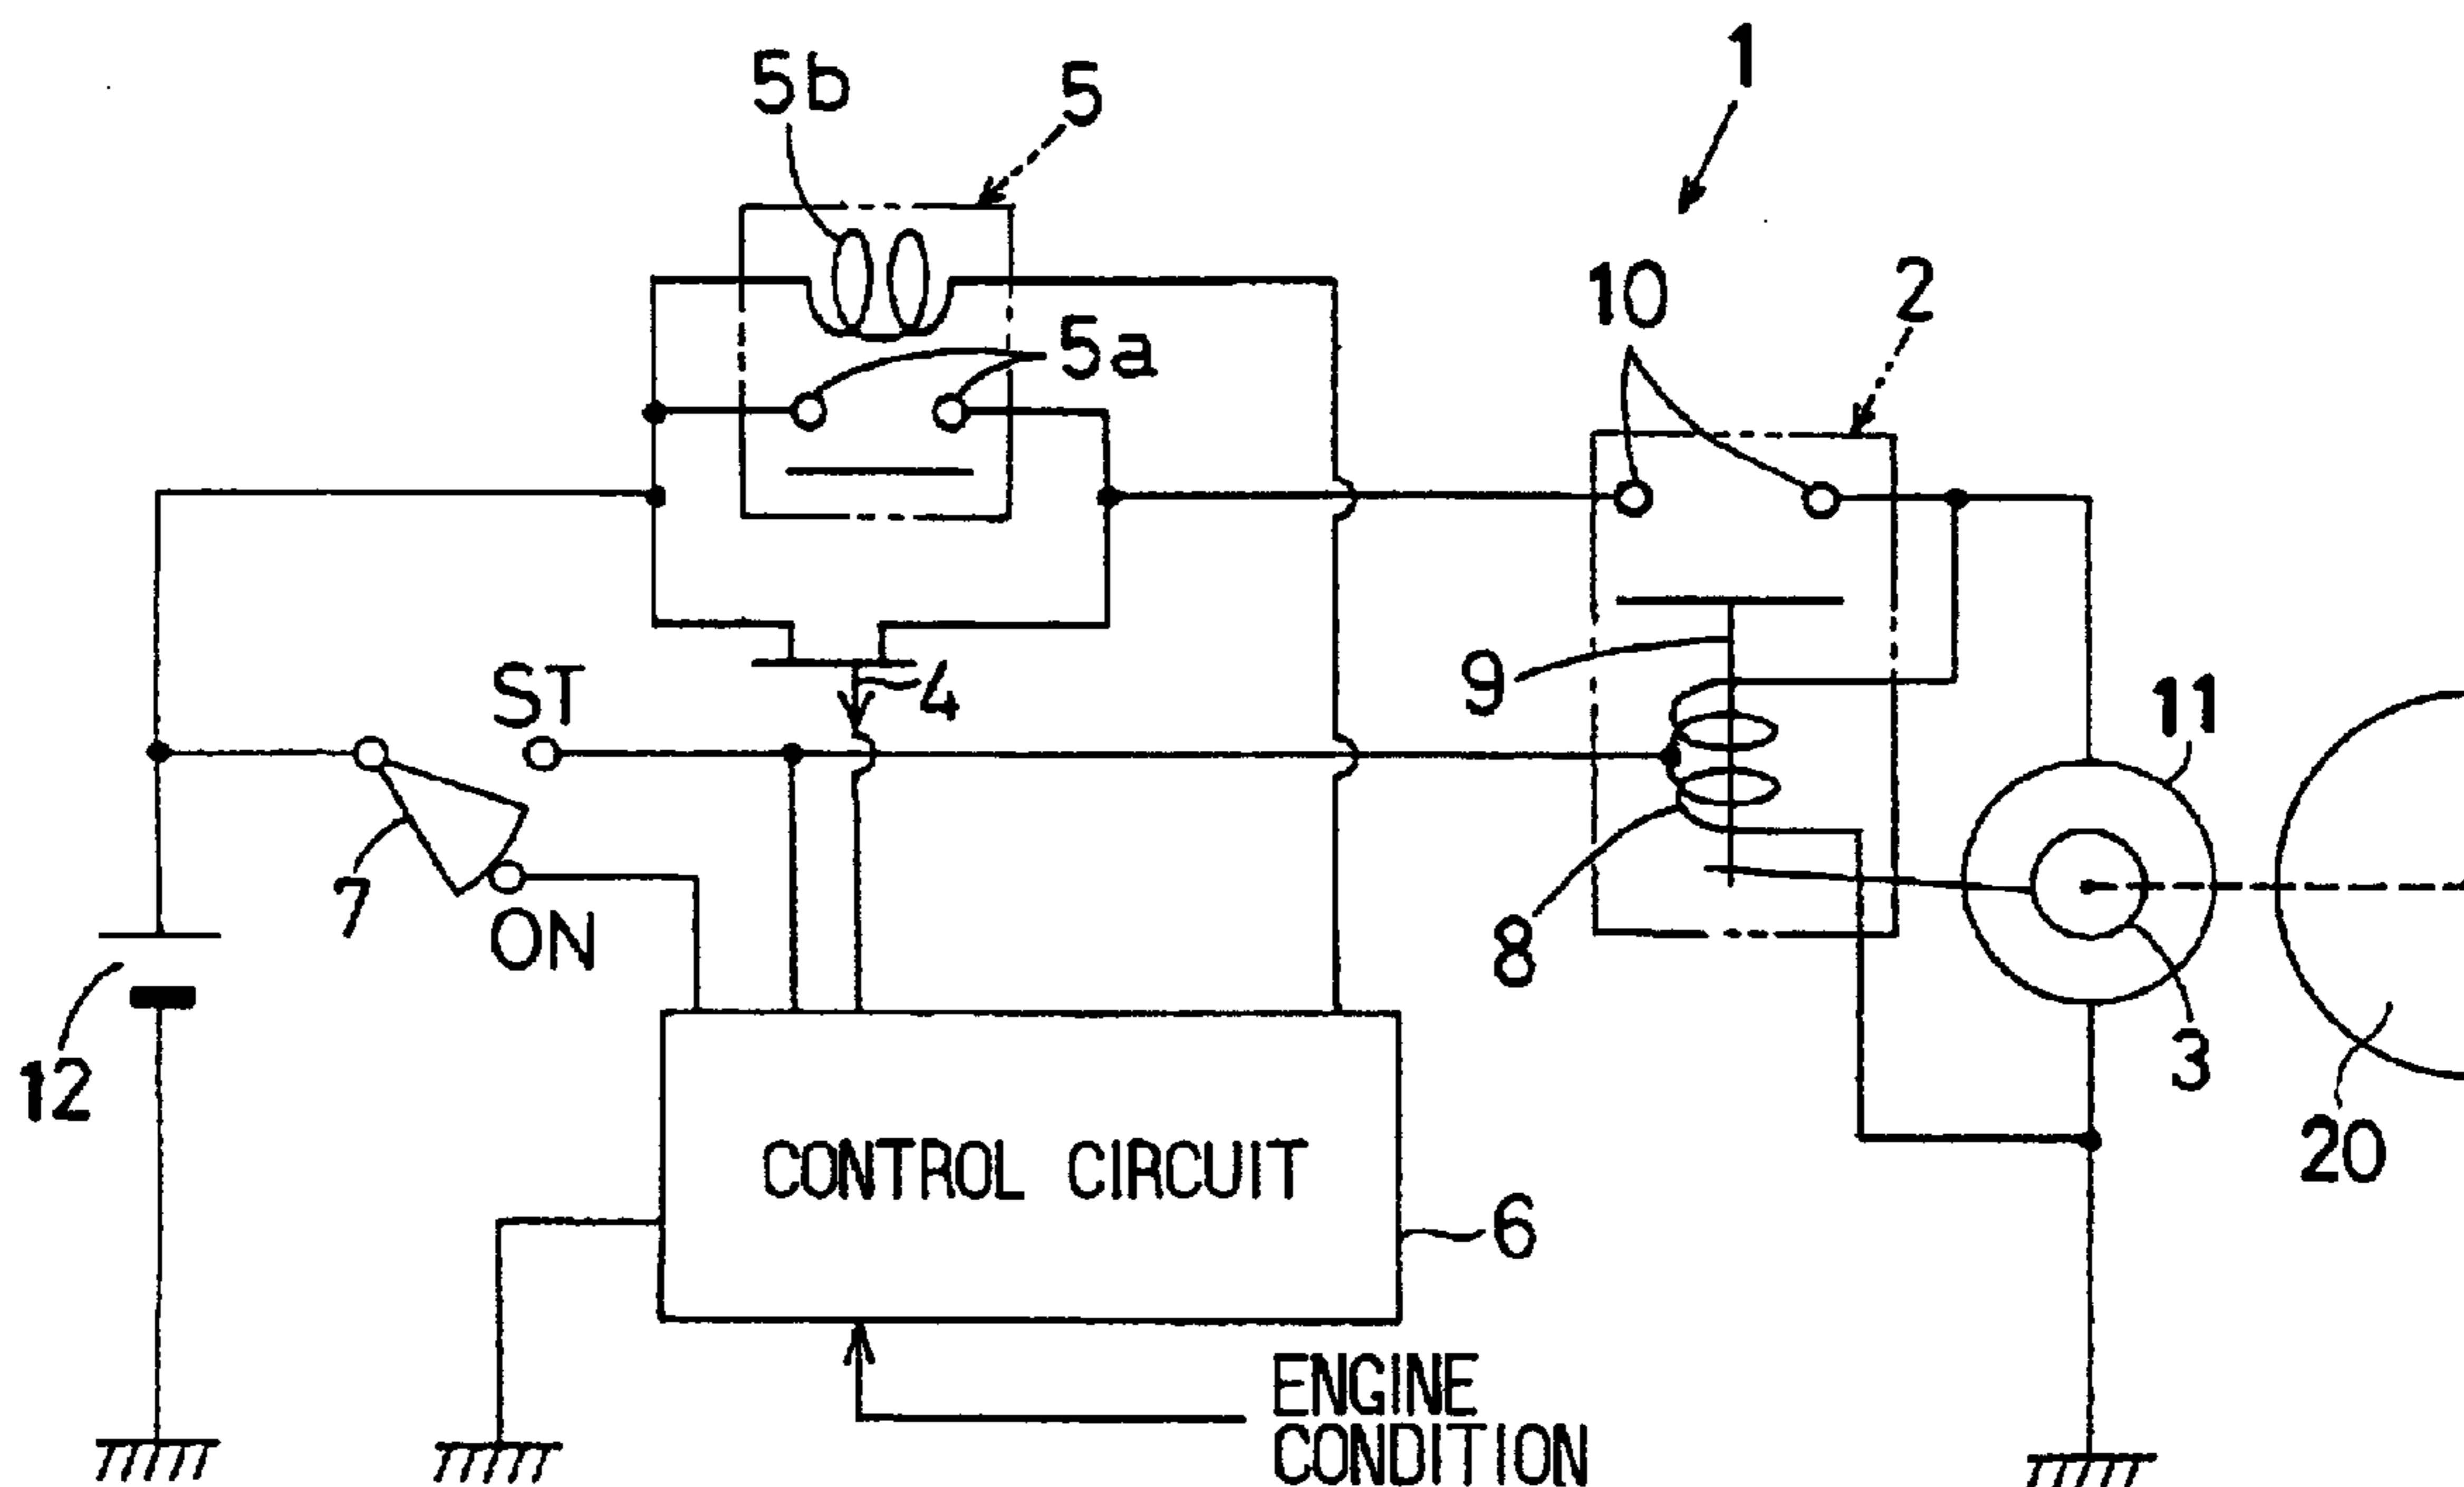 1
5b
5
10
2
5a
9
ST
4
11
7
ON
8
12
3
20
CONTROL CIRCUIT
6
ENGINE
CONDITION